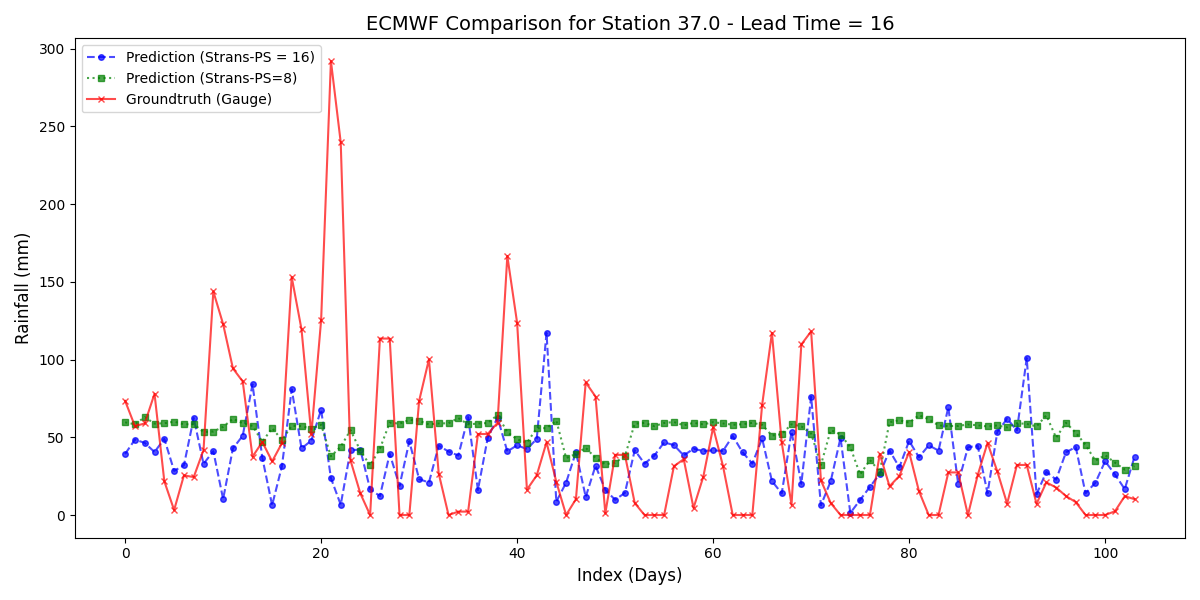 ECMWF Comparison for Station 37.0 - Lead Time = 16
Prediction (Strans-PS = 16)
Prediction (Strans-PS=8)
Groundtruth (Gauge)
Rainfall (mm)
300
250
200
150
100
50
0
0 20 40 60 80 100
Index (Days)